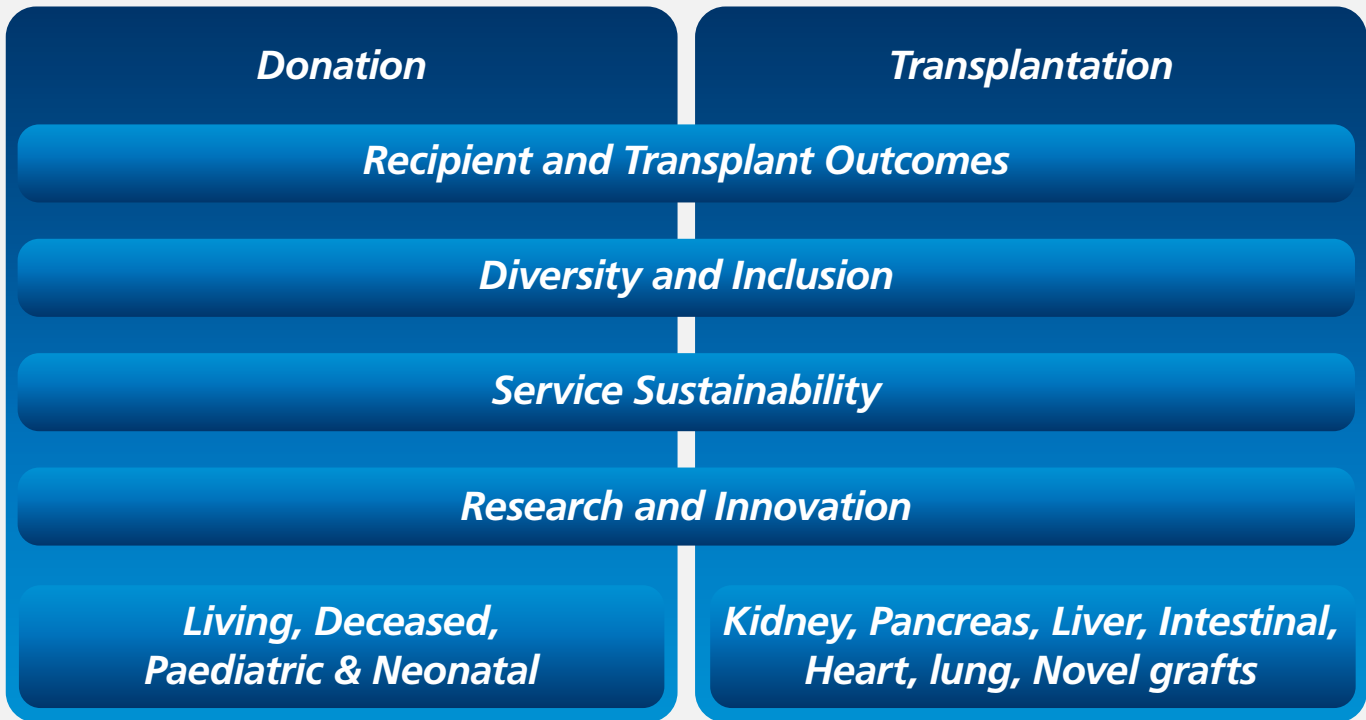 Donation
Transplantation
Recipient and Transplant Outcomes
Diversity and Inclusion
Service Sustainability
Research and Innovation
Living, Deceased,
Paediatric & Neonatal
Kidney, Pancreas, Liver, Intestinal,
Heart, lung, Novel grafts